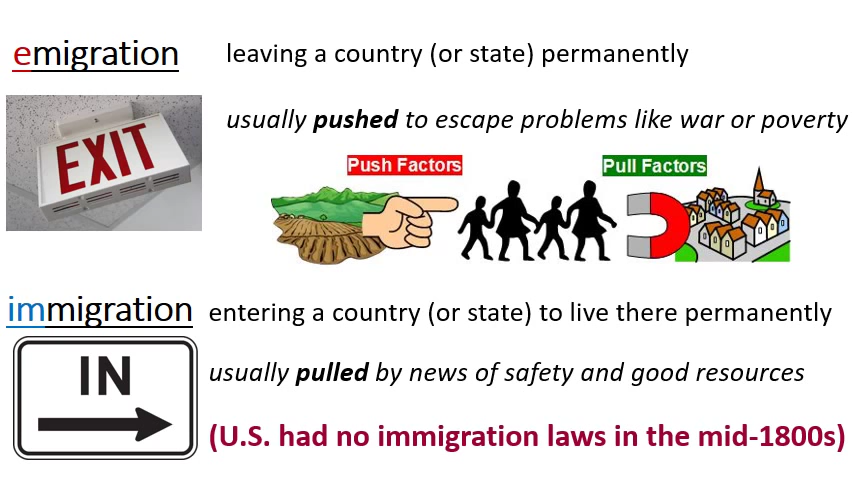 emigration leaving a country (or state) permanently
usually pushed to escape problems like war or poverty
EXIT
Push Factors Pull Factors
immigration entering a country (or state) to live there permanently
IN
usually pulled by news of safety and good resources
(U.S. had no immigration laws in the mid-1800s)